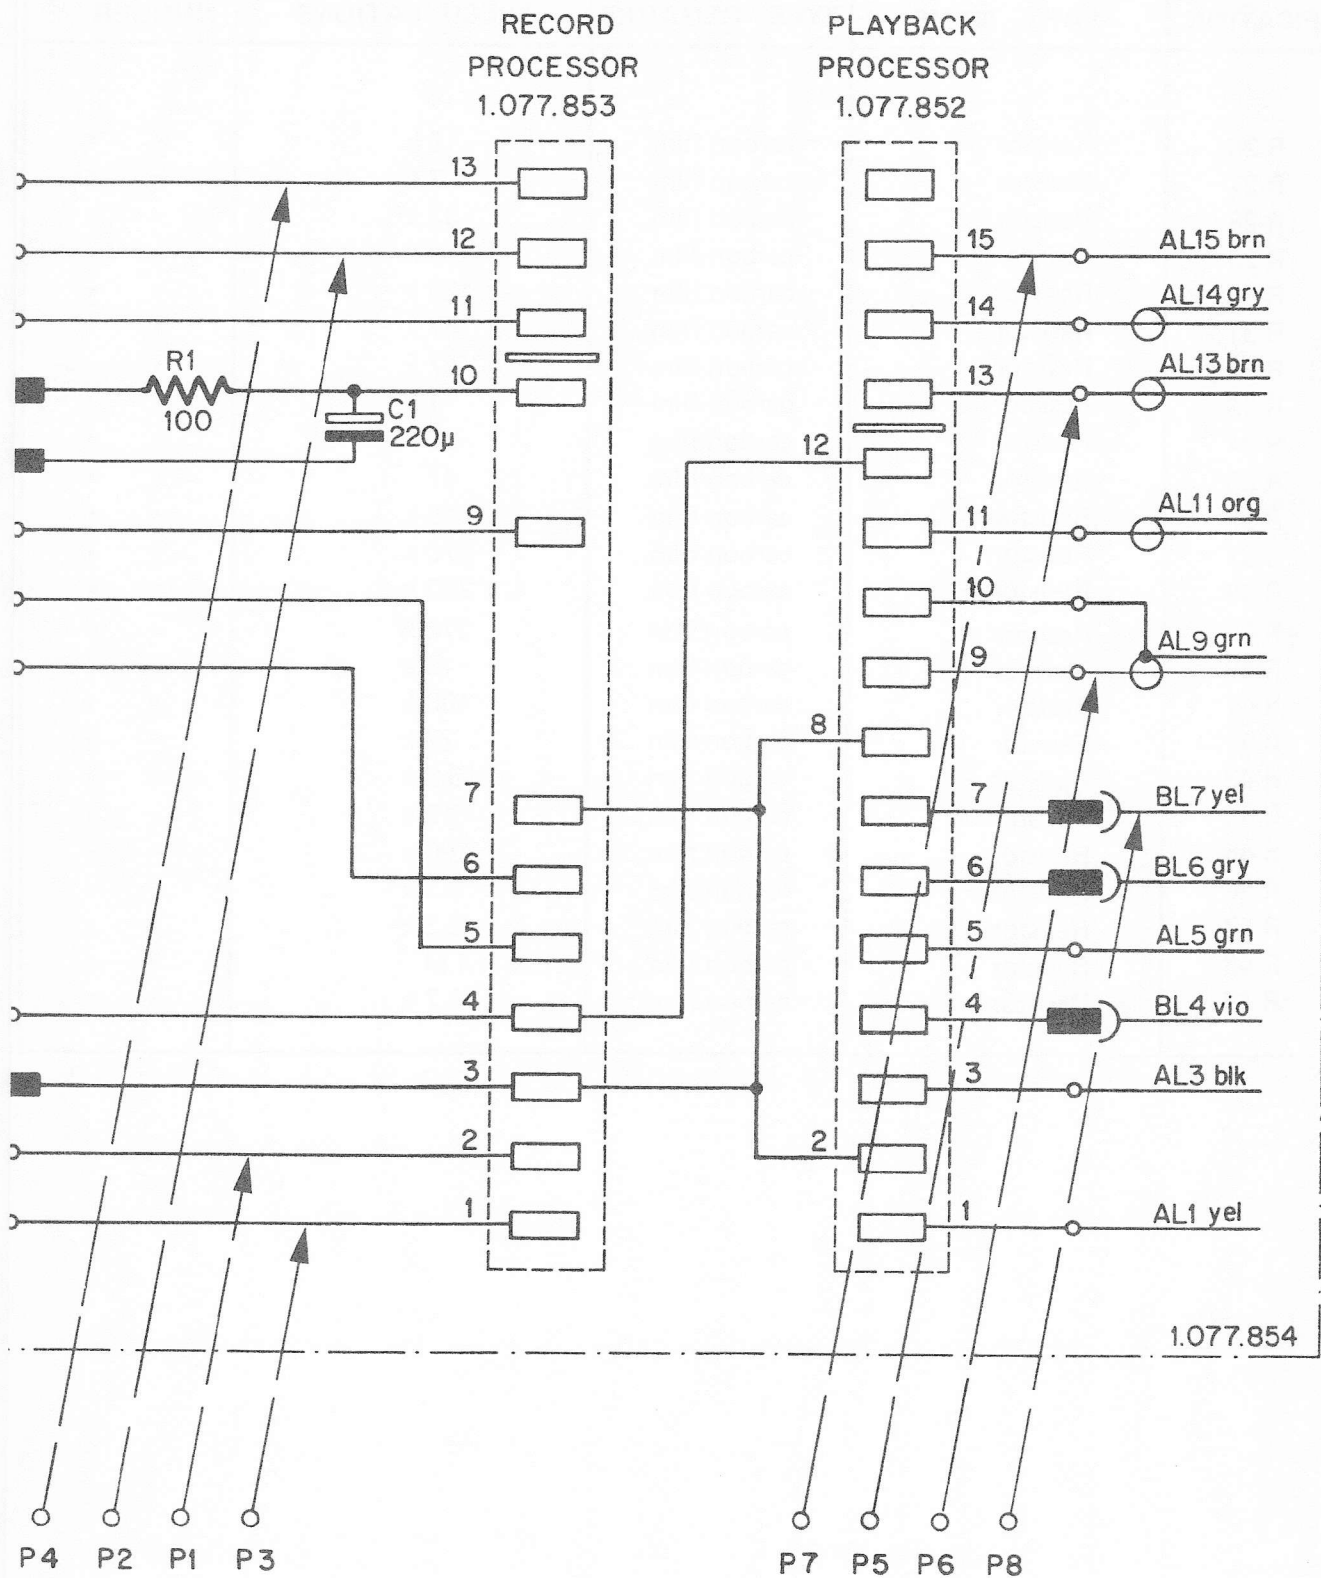 RECORD
PROCESSOR
1.077.853
PLAYBACK
PROCESSOR
1.077.852
13
12
11
R1
100
10
C1
220µ
9
7
6
5
4
3
2
1
15
14
13
12
11
10
9
8
7
6
5
4
3
2
1
AL15 brn
AL14 gry
AL13 brn
AL11 org
AL9 grn
BL7 yel
BL6 gry
AL5 grn
BL4 vio
AL3 blk
AL1 yel
1.077.854
P4 P2 P1 P3
P7 P5 P6 P8